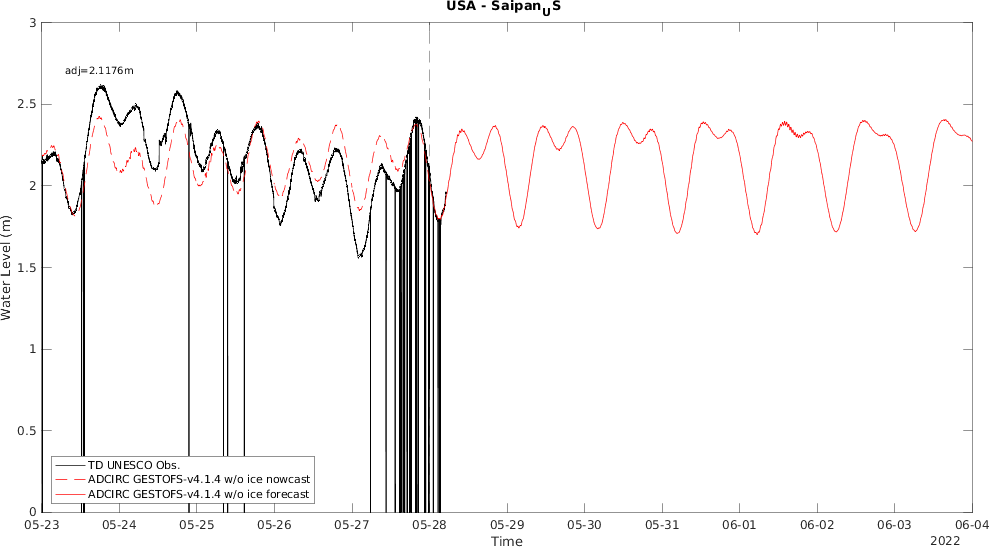 USA - SaipanUS
adj=2.1176m
Water Level (m)
3
2.5
2
1.5
1
0.5
0
TD UNESCO Obs.
ADCIRC GESTOFS-v4.1.4 w/o ice nowcast
ADCIRC GESTOFS-v4.1.4 w/o ice forecast
05-23 05-24 05-25 05-26 05-27 05-28 05-29 05-30 05-31 06-01 06-02 06-03 06-04
Time
2022